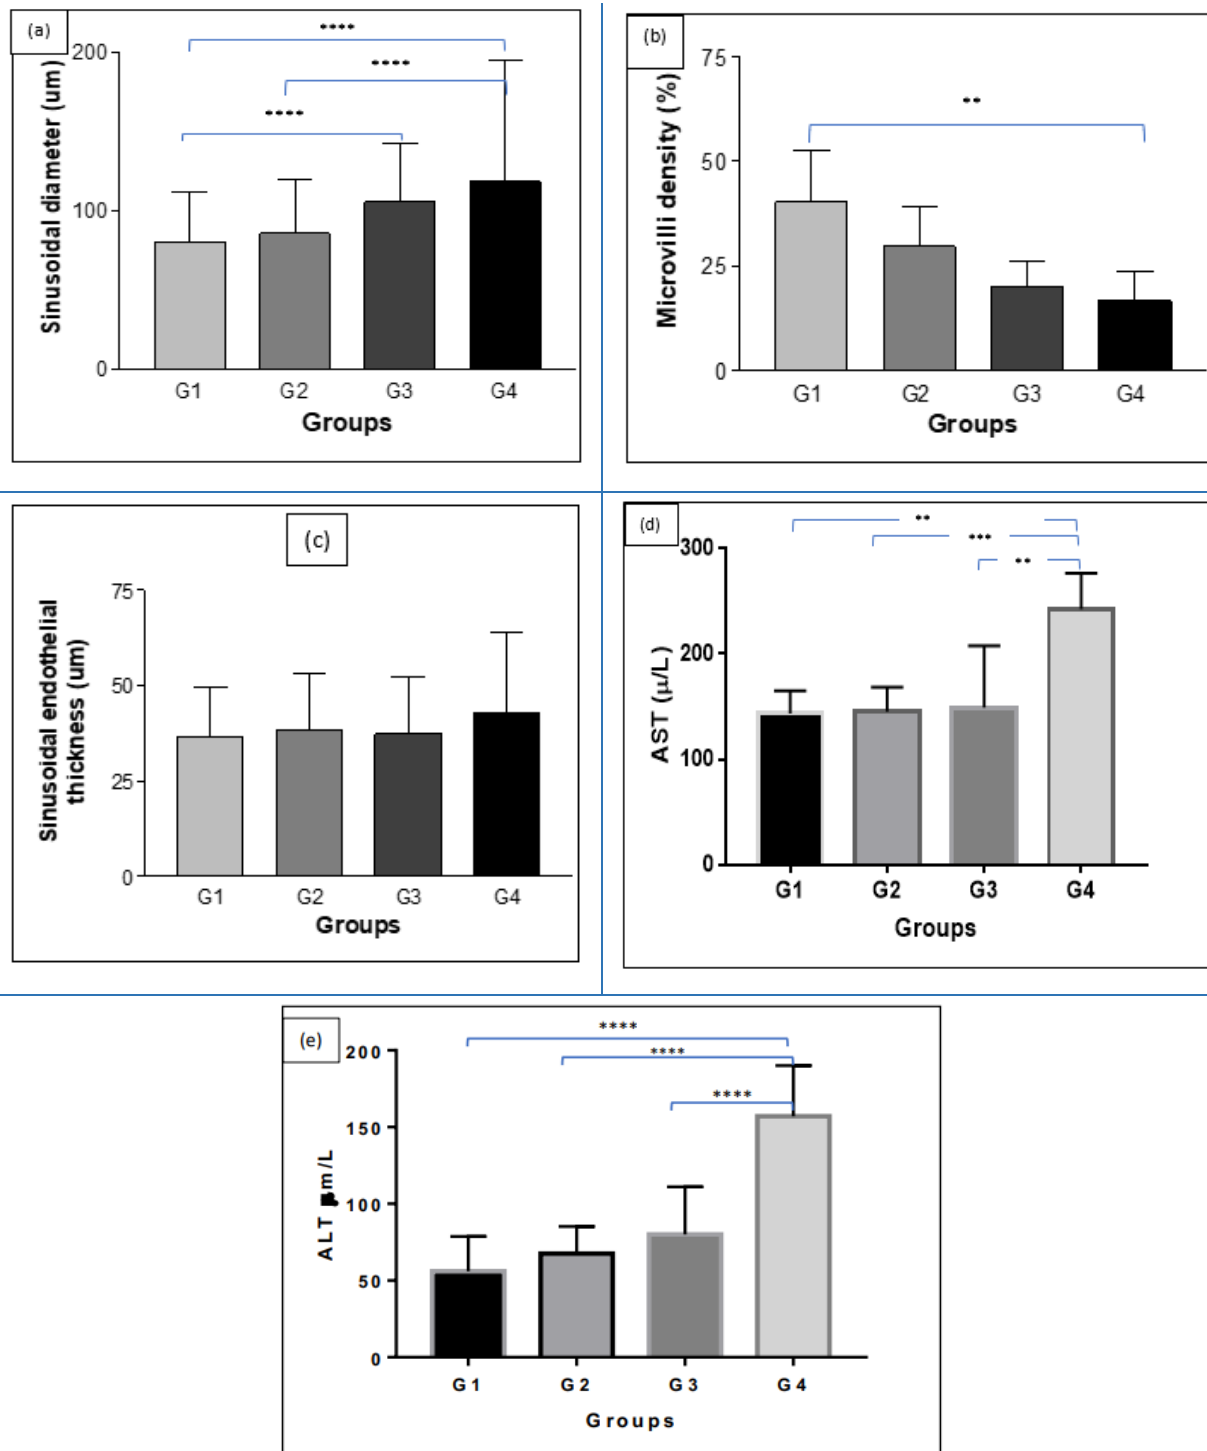 (a)
Sinusoidal diameter (um)
200
100
0
****
****
****
G1 G2 G3 G4
Groups
(b)
Microvilli density (%)
75
50
25
0
**
G1 G2 G3 G4
Groups
(c)
Sinusoidal endothelial
thickness (um)
75
50
25
0
G1 G2 G3 G4
Groups
(d)
AST (μ/L)
300
200
100
0
**
***
**
G1 G2 G3 G4
Groups
(e)
ALT m/L
200
150
100
50
0
****
****
****
G1 G2 G3 G4
Groups